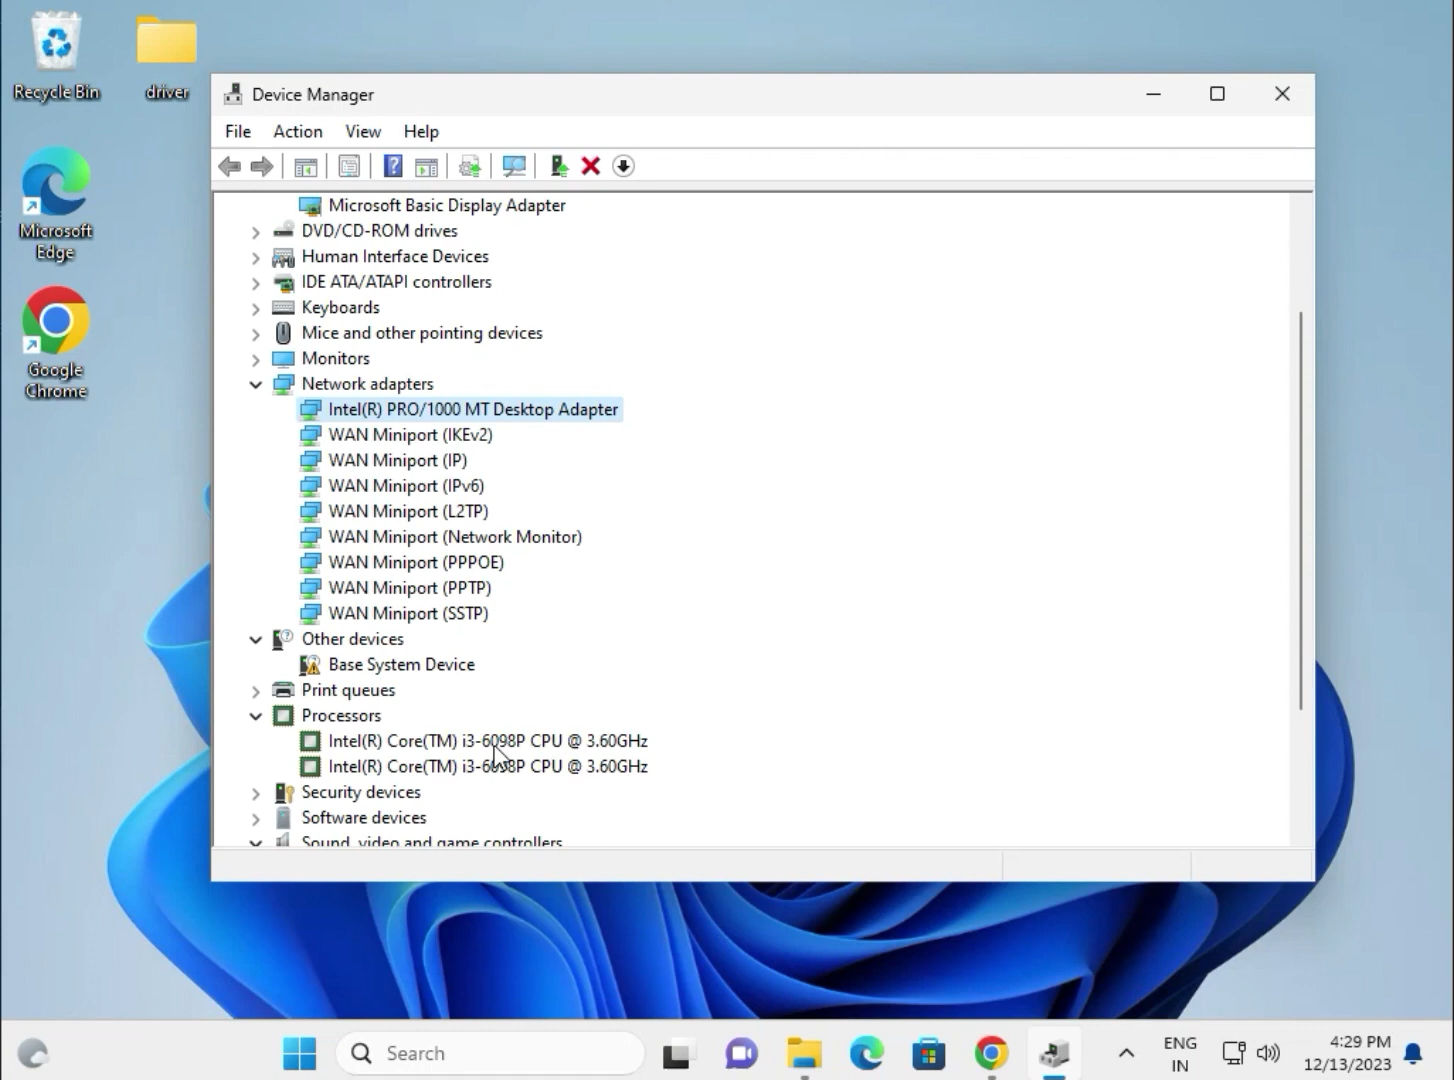 Recycle Bin
driver
Microsoft
Edge
Google
Chrome
Device Manager
File Action View Help
Microsoft Basic Display Adapter
DVD/CD-ROM drives
Human Interface Devices
IDE ATA/ATAPI controllers
Keyboards
Mice and other pointing devices
Monitors
Network adapters
Intel(R) PRO/1000 MT Desktop Adapter
WAN Miniport (IKEv2)
WAN Miniport (IP)
WAN Miniport (IPv6)
WAN Miniport (L2TP)
WAN Miniport (Network Monitor)
WAN Miniport (PPPOE)
WAN Miniport (PPTP)
WAN Miniport (SSTP)
Other devices
Base System Device
Print queues
Processors
Intel(R) Core(TM) i3-6098P CPU @ 3.60GHz
Intel(R) Core(TM) i3-6098P CPU @ 3.60GHz
Security devices
Software devices
Sound, video and game controllers
Search
ENG
IN
4:29 PM
12/13/2023